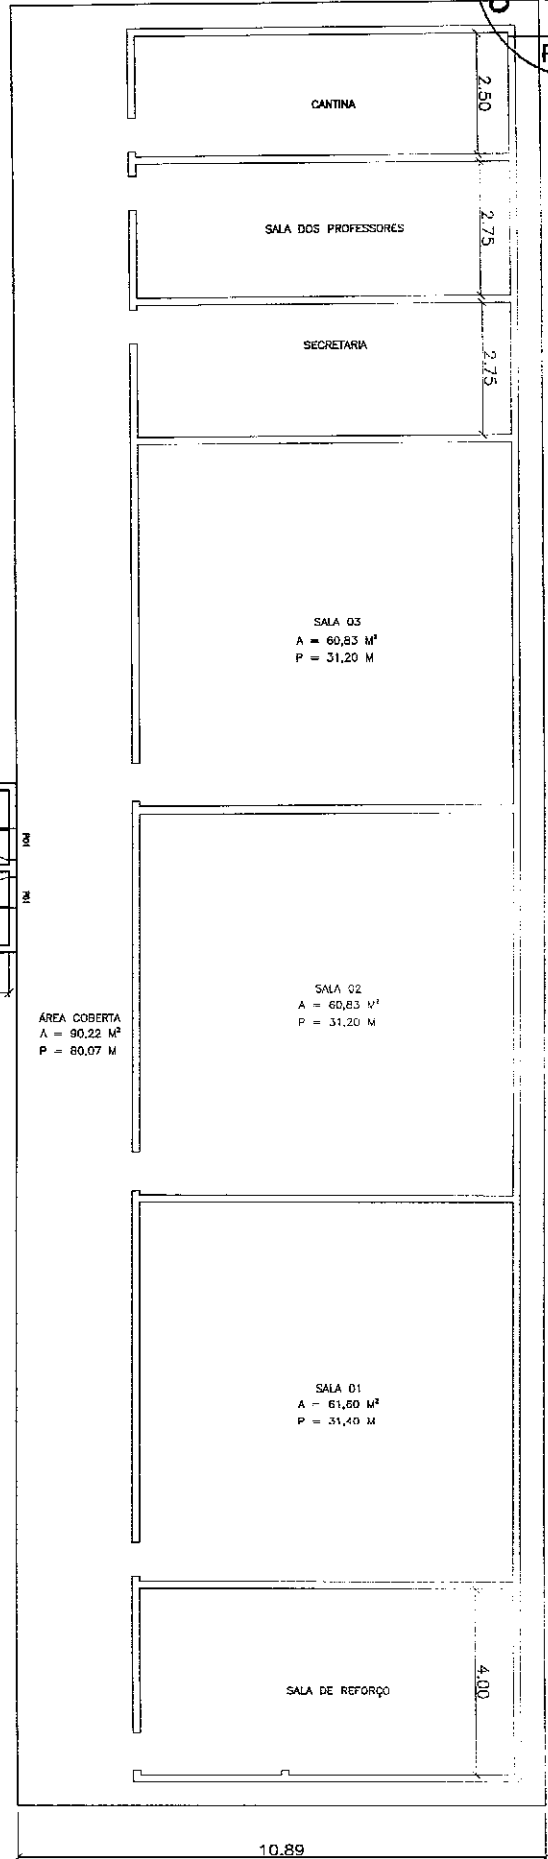 CANTINA
2.50
SALA DOS PROFESSORES
2.75
SECRETARIA
2.75
SALA 03
A = 60,83 M²
P = 31,20 M
P01
P01
SALA 02
A = 60,83 M²
P = 31,20 M
ÁREA COBERTA
A = 90,22 M²
P = 80,07 M
SALA 01
A = 61,60 M²
P = 31,40 M
SALA DE REFORÇO
4.00
10.89